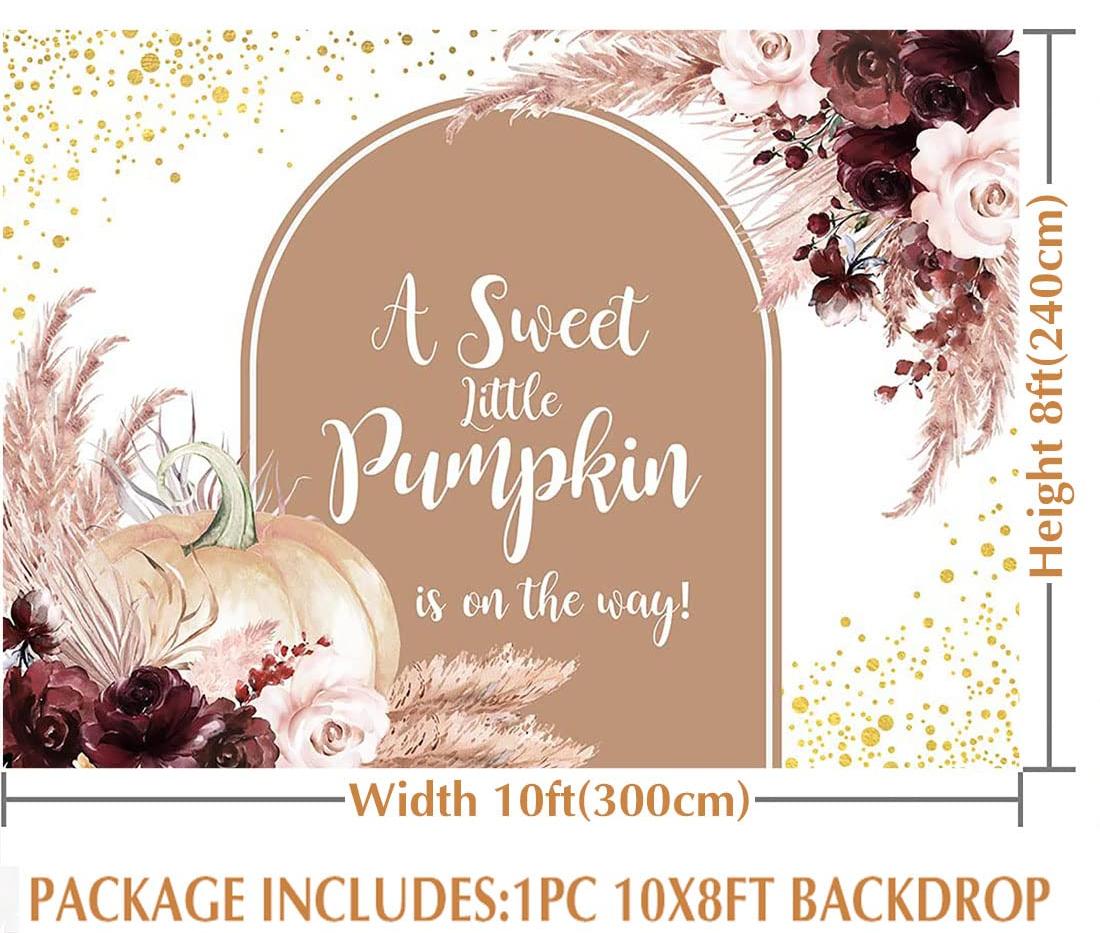 A Sweet
Little
Pumpkin
is on the way!
Height 8ft(240cm)
Width 10ft(300cm)
PACKAGE INCLUDES:1PC 10X8FT BACKDROP